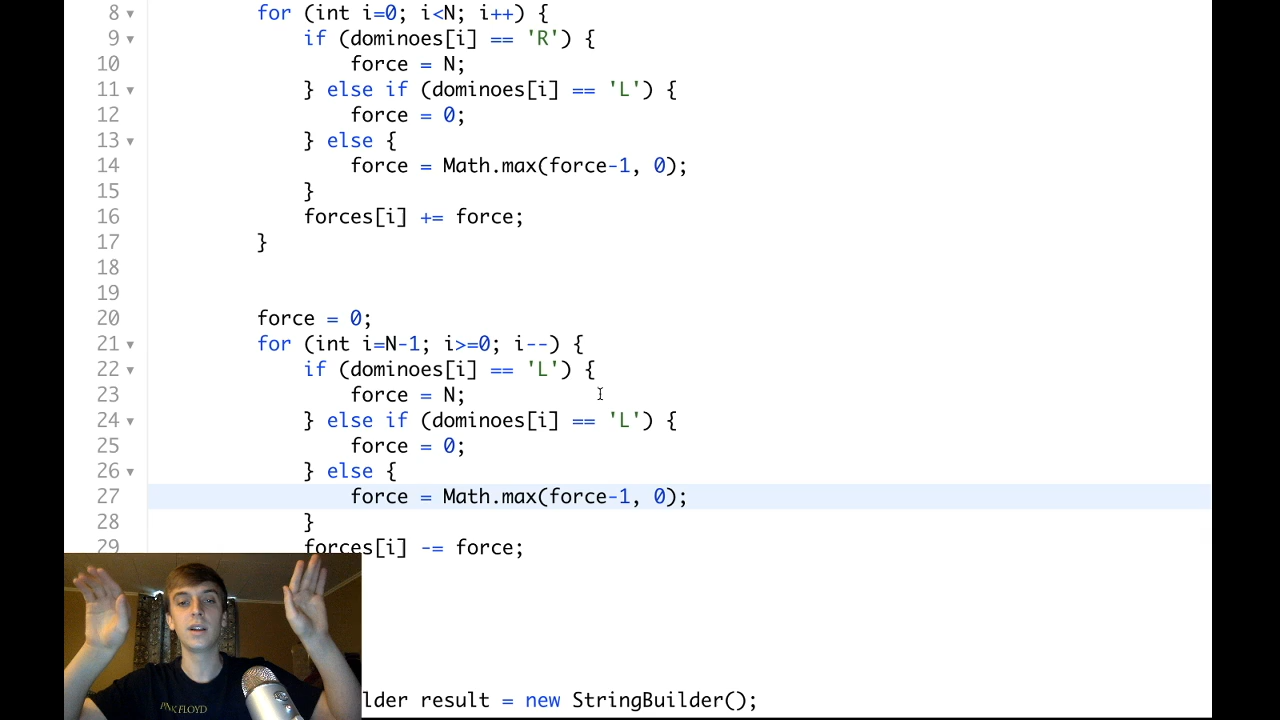 8 for (int i=0; i<N; i++) {
9 if (dominoes[i] == 'R') {
10 force = N;
11 } else if (dominoes[i] == 'L') {
12 force = 0;
13 } else {
14 force = Math.max(force-1, 0);
15 }
16 forces[i] += force;
17 }
18
19
20 force = 0;
21 for (int i=N-1; i>=0; i--) {
22 if (dominoes[i] == 'L') {
23 force = N;
24 } else if (dominoes[i] == 'L') {
25 force = 0;
26 } else {
27 force = Math.max(force-1, 0);
28 }
29 forces[i] -= force;
lder result = new StringBuilder();
FLOYD